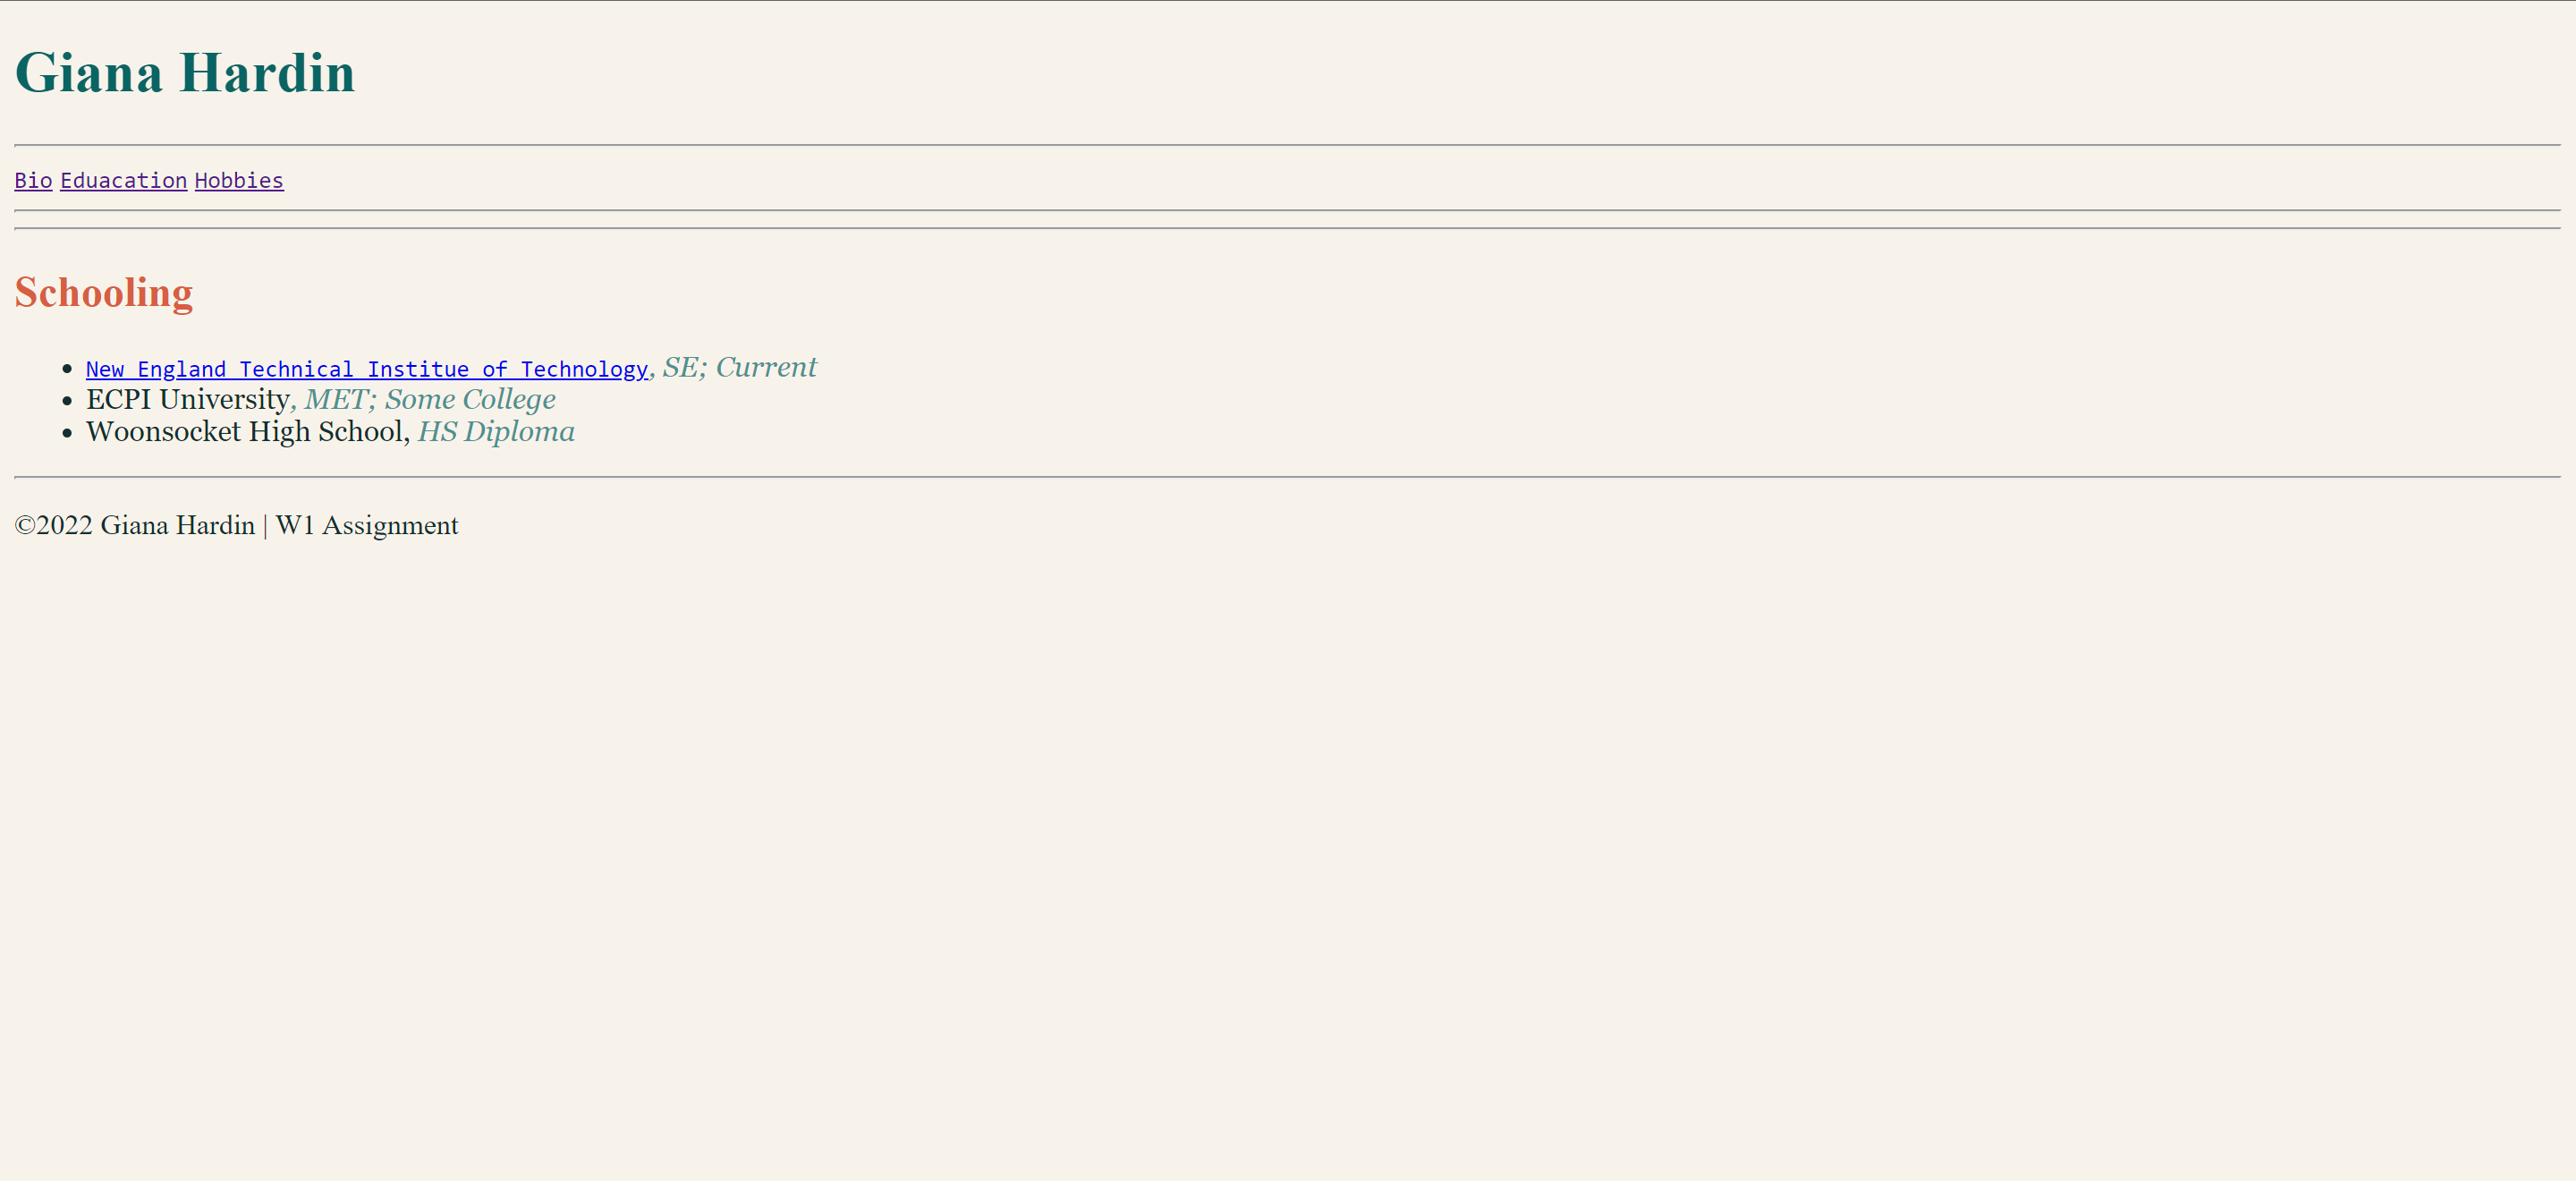 Giana Hardin
Bio Eduacation Hobbies
Schooling
New England Technical Institue of Technology, SE; Current
ECPI University, MET; Some College
Woonsocket High School, HS Diploma
©2022 Giana Hardin | W1 Assignment